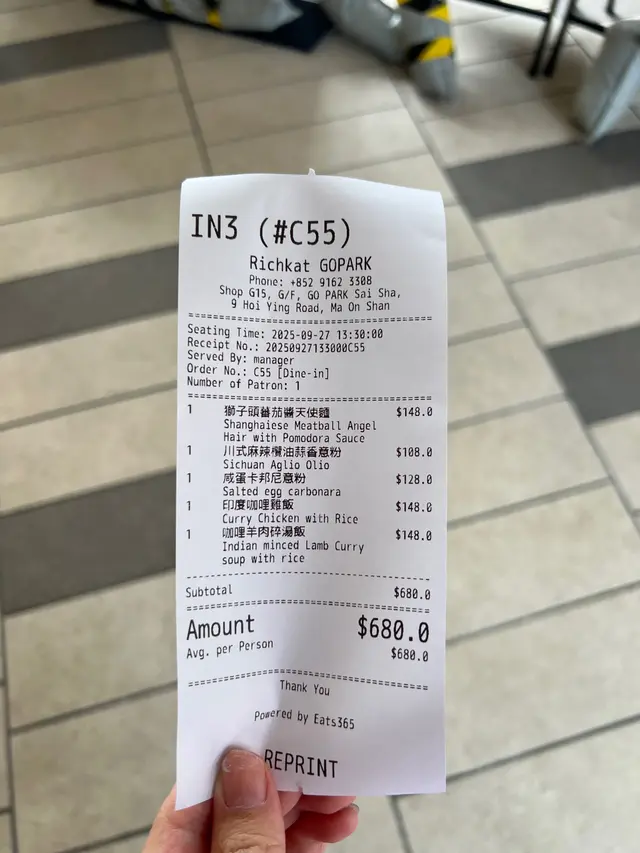 IN3 (#C55)
Richkat GOPARK
Phone: +852 9162 3308
Shop G15, G/F, GO PARK Sai Sha,
9 Hoi Ying Road, Ma On Shan
Seating Time: 2025-09-27 13:30:00
Receipt No.: 20250927133000C55
Served By: manager
Order No.: C55 [Dine-in]
Number of Patron: 1
1 獅子頭蕃茄醬天使麵 $148.0
Shanghaiese Meatball Angel
Hair with Pomodora Sauce
1 川式麻辣欖油蒜香意粉 $108.0
Sichuan Aglio Olio
1 咸蛋卡邦尼意粉 $128.0
Salted egg carbonara
1 印度咖哩雞飯 $148.0
Curry Chicken with Rice
1 咖哩羊肉碎湯飯 $148.0
Indian minced Lamb Curry
soup with rice
Subtotal $680.0
Amount $680.0
Avg. per Person $680.0
Thank You
Powered by Eats365
REPRINT